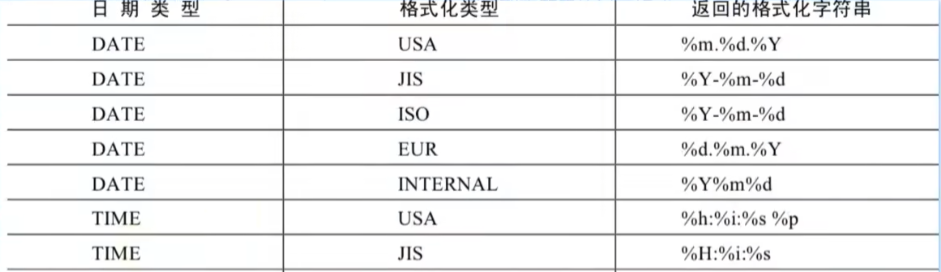 日期类型 格式化类型 返回的格式化字符串
DATE USA %m.%d.%Y
DATE JIS %Y-%m-%d
DATE ISO %Y-%m-%d
DATE EUR %d.%m.%Y
DATE INTERNAL %Y%m%d
TIME USA %h:%i:%s %p
TIME JIS %H:%i:%s